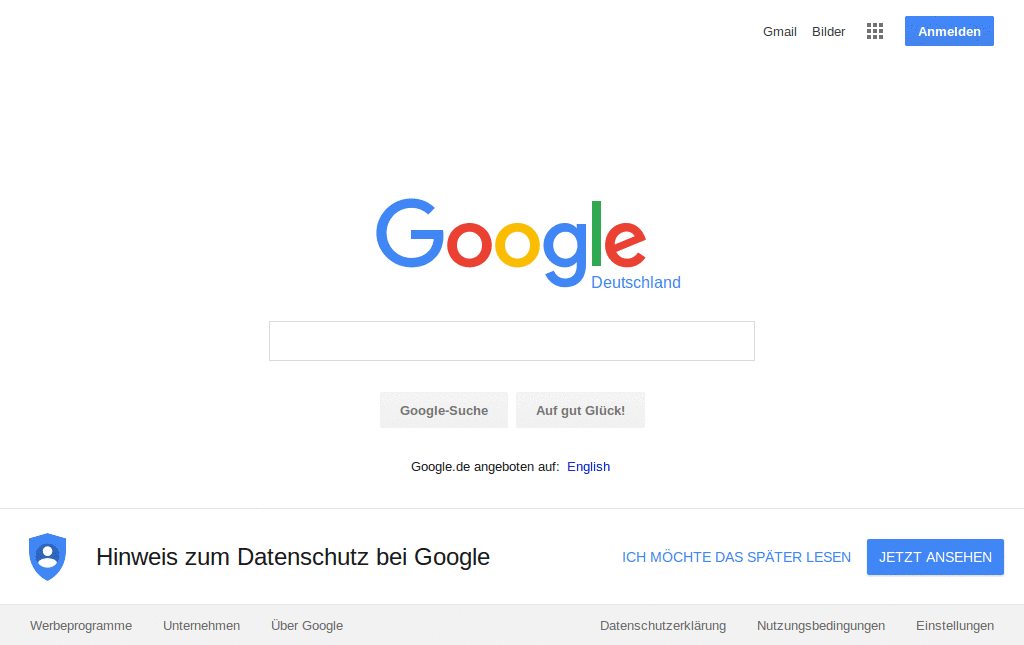 Gmail Bilder Anmelden
Google
Deutschland
Google-Suche Auf gut Glück!
Google.de angeboten auf: English
Hinweis zum Datenschutz bei Google ICH MÖCHTE DAS SPÄTER LESEN JETZT ANSEHEN
Werbeprogramme Unternehmen Über Google Datenschutzerklärung Nutzungsbedingungen Einstellungen